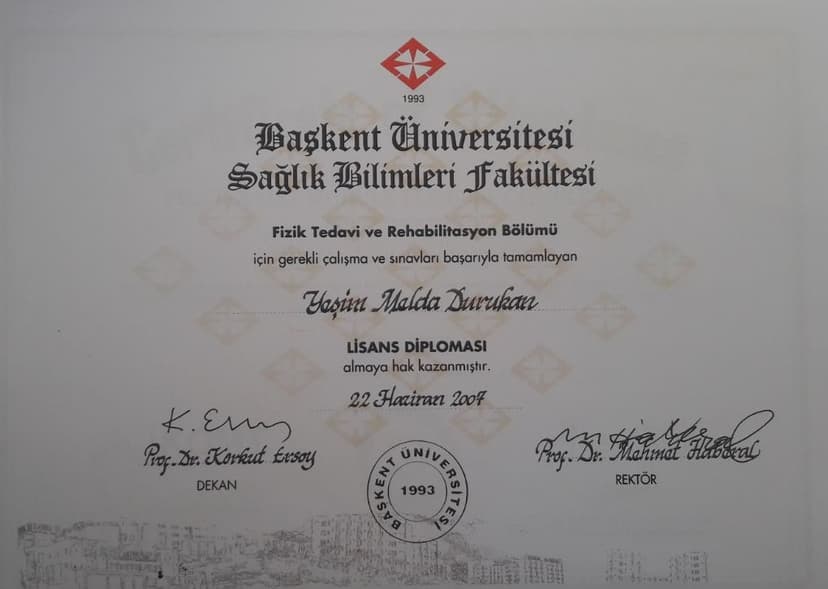 1993
Başkent Üniversitesi
Sağlık Bilimleri Fakültesi
Fizik Tedavi ve Rehabilitasyon Bölümü
için gerekli çalışma ve sınavları başarıyla tamamlayan
Yeşim Melda Durukan
LİSANS DİPLOMASI
almaya hak kazanmıştır.
22 Haziran 2007
K. Ersoy
Prof. Dr. Korkut Ersoy
Prof. Dr. Mehmet Haberal
DEKAN
REKTÖR
BAŞKENT ÜNİVERSİTESİ
1993